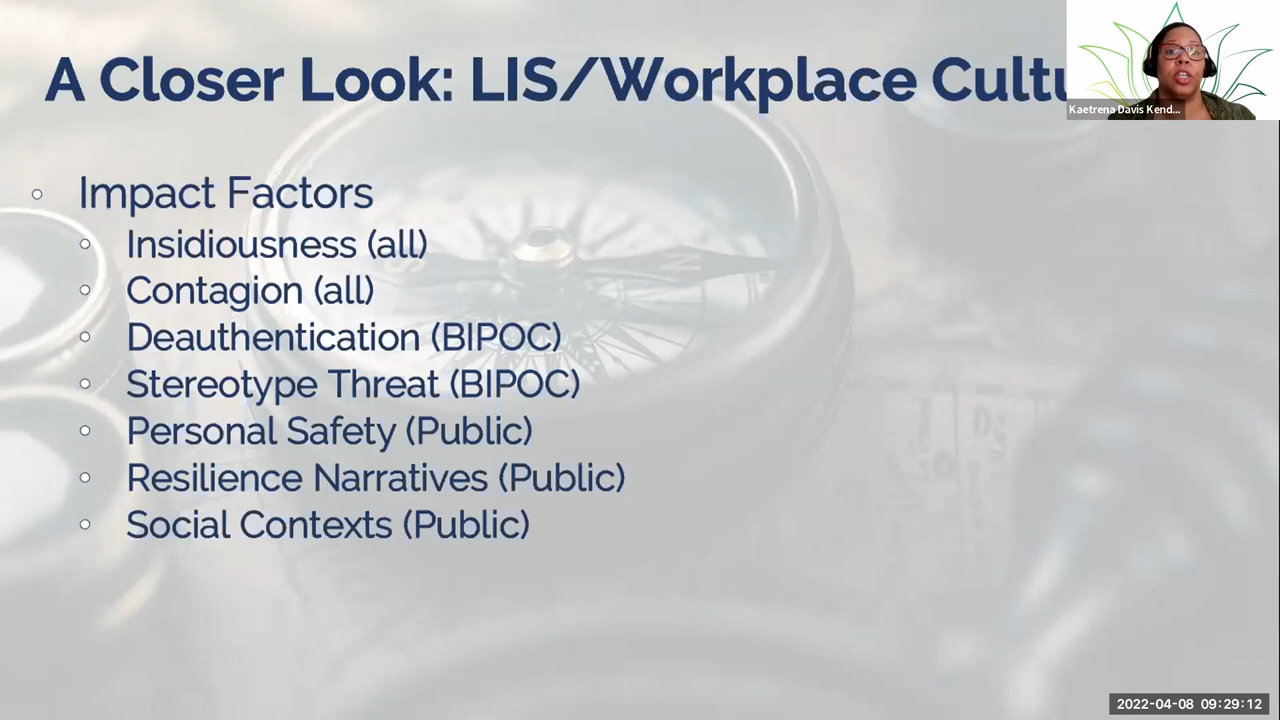 A Closer Look: LIS/Workplace Cultu
Kaetrena Davis Kend...
Impact Factors
Insidiousness (all)
Contagion (all)
Deauthentication (BIPOC)
Stereotype Threat (BIPOC)
Personal Safety (Public)
Resilience Narratives (Public)
Social Contexts (Public)
2022-04-08 09:29:12